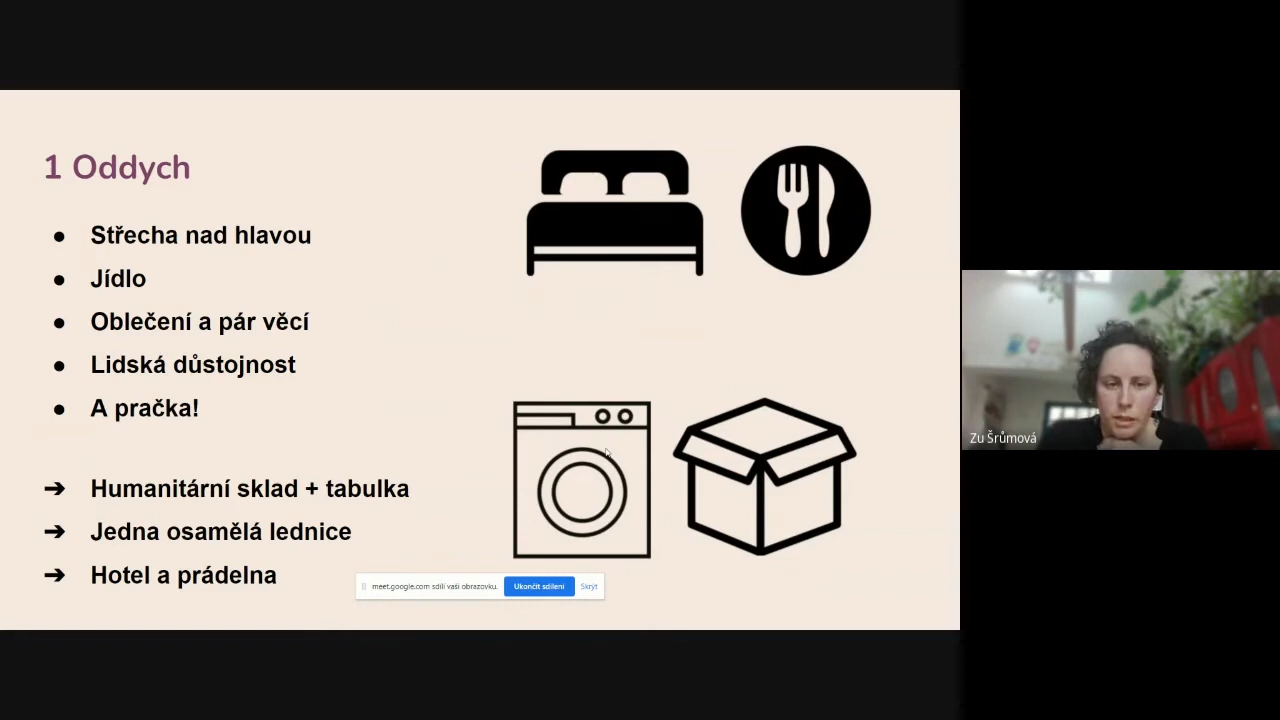 1 Oddych
● Střecha nad hlavou
● Jídlo
● Oblečení a pár věcí
● Lidská důstojnost
● A pračka!
➔ Humanitární sklad + tabulka
➔ Jedna osamělá lednice
➔ Hotel a prádelna
meet.google.com sdílí vaši obrazovku. Ukončit sdílení Skrýt
Zu Šrůmová